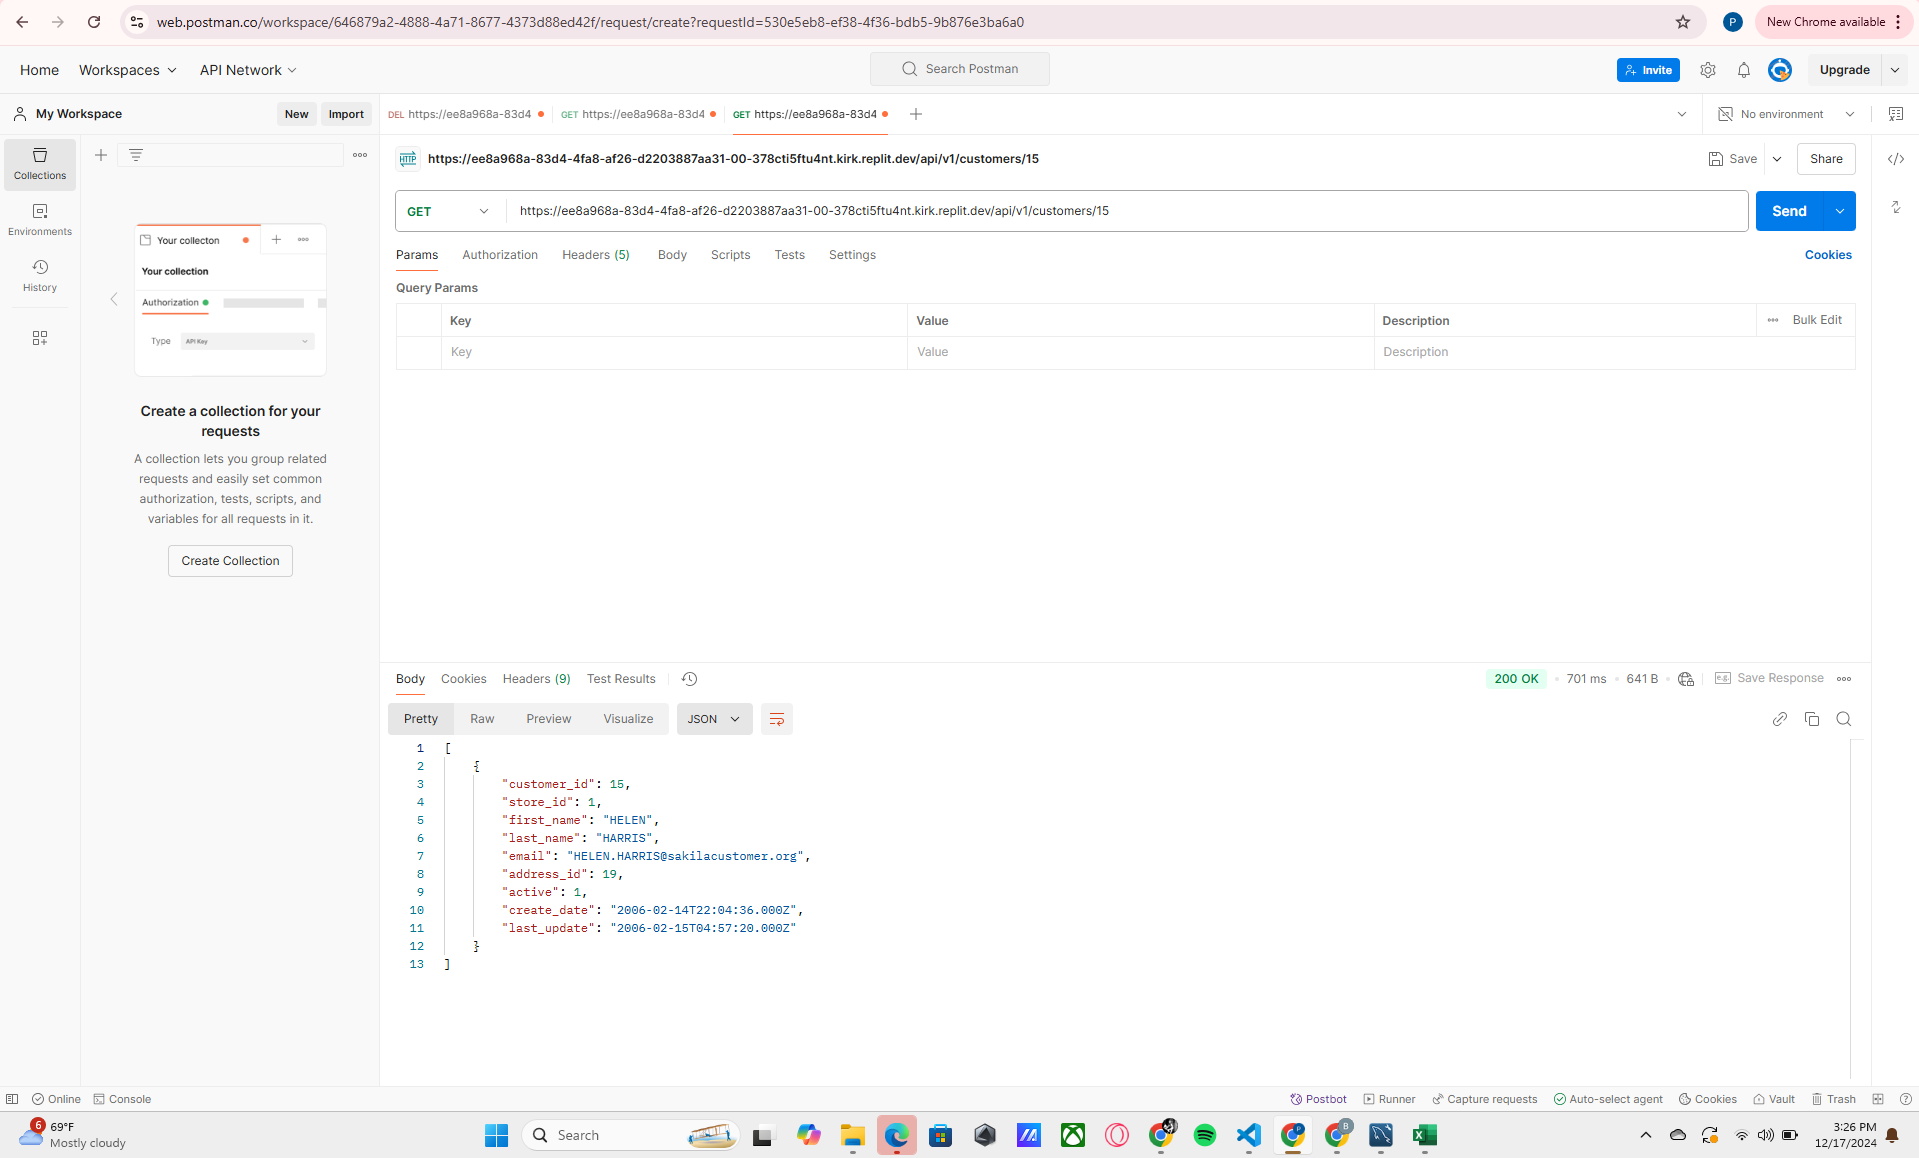 web.postman.co/workspace/646879a2-4888-4a71-8677-4373d88ed42f/request/create?requestId=530e5eb8-ef38-4f36-bdb5-9b876e3ba6a0
P
New Chrome available
Home
Workspaces
API Network
Search Postman
Invite
Upgrade
My Workspace
New
Import
DEL https://ee8a968a-83d4
GET https://ee8a968a-83d4
GET https://ee8a968a-83d4
No environment
Collections
Environments
History
Your collecton
Your collection
Authorization
Type
API Key
Create a collection for your
requests
A collection lets you group related
requests and easily set common
authorization, tests, scripts, and
variables for all requests in it.
Create Collection
HTTP
https://ee8a968a-83d4-4fa8-af26-d2203887aa31-00-378cti5ftu4nt.kirk.replit.dev/api/v1/customers/15
Save
Share
GET
https://ee8a968a-83d4-4fa8-af26-d2203887aa31-00-378cti5ftu4nt.kirk.replit.dev/api/v1/customers/15
Send
Params
Authorization
Headers (5)
Body
Scripts
Tests
Settings
Cookies
Query Params
Key
Value
Description
Bulk Edit
Key
Value
Description
Body
Cookies
Headers (9)
Test Results
200 OK
701 ms
641 B
e.g.
Save Response
Pretty
Raw
Preview
Visualize
JSON
1 [
2 {
3 "customer_id": 15,
4 "store_id": 1,
5 "first_name": "HELEN",
6 "last_name": "HARRIS",
7 "email": "HELEN.HARRIS@sakilacustomer.org",
8 "address_id": 19,
9 "active": 1,
10 "create_date": "2006-02-14T22:04:36.000Z",
11 "last_update": "2006-02-15T04:57:20.000Z"
12 }
13 ]
Online
Console
Postbot
Runner
Capture requests
Auto-select agent
Cookies
Vault
Trash
6
69°F
Mostly cloudy
Search
P
B
3:26 PM
12/17/2024